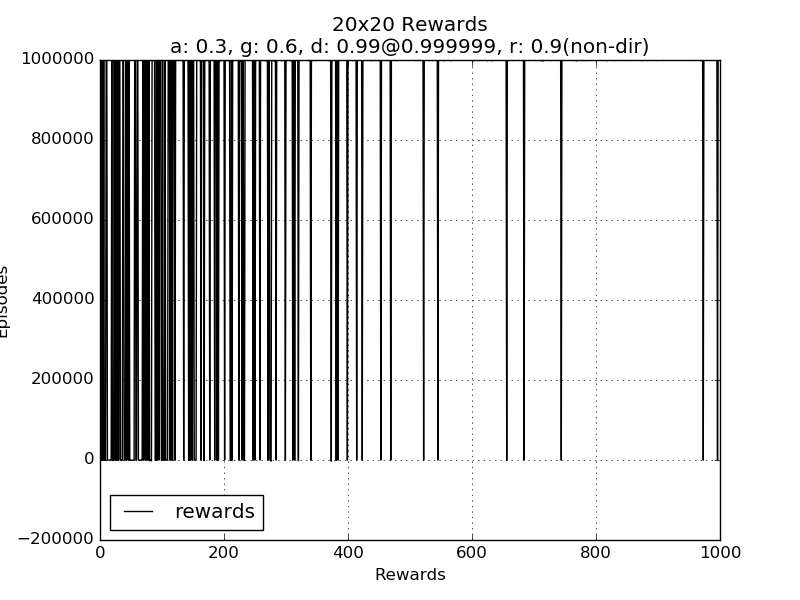 20x20 Rewards
a: 0.3, g: 0.6, d: 0.99@0.999999, r: 0.9(non-dir)
1000000
800000
600000
400000
200000
0
−200000
Episodes
rewards
0 200 400 600 800 1000
Rewards